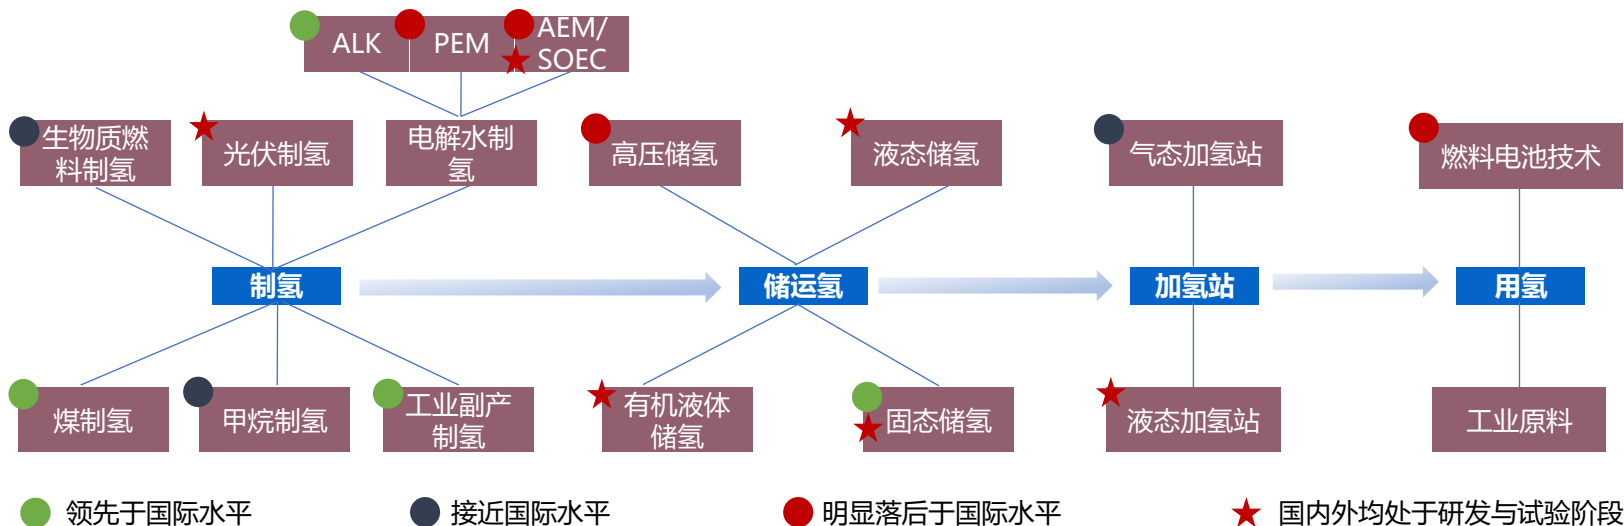 ALK
PEM
AEM/
SOEC
生物质燃
料制氢
光伏制氢
电解水制
氢
高压储氢
液态储氢
气态加氢站
燃料电池技术
制氢
储运氢
加氢站
用氢
煤制氢
甲烷制氢
工业副产
制氢
有机液体
储氢
固态储氢
液态加氢站
工业原料
领先于国际水平
接近国际水平
明显落后于国际水平
国内外均处于研发与试验阶段